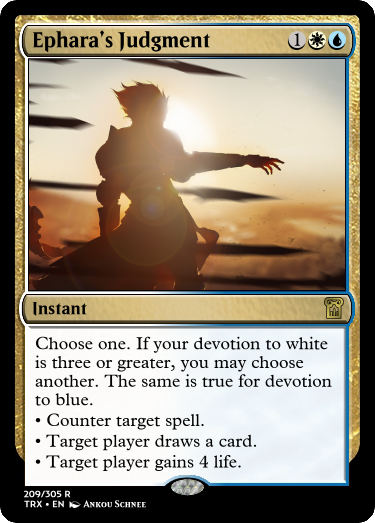 Ephara's Judgment 1
Instant
Choose one. If your devotion to white
is three or greater, you may choose
another. The same is true for devotion
to blue.
• Counter target spell.
• Target player draws a card.
• Target player gains 4 life.
209/305 R
TRX • EN Ankou Schnee